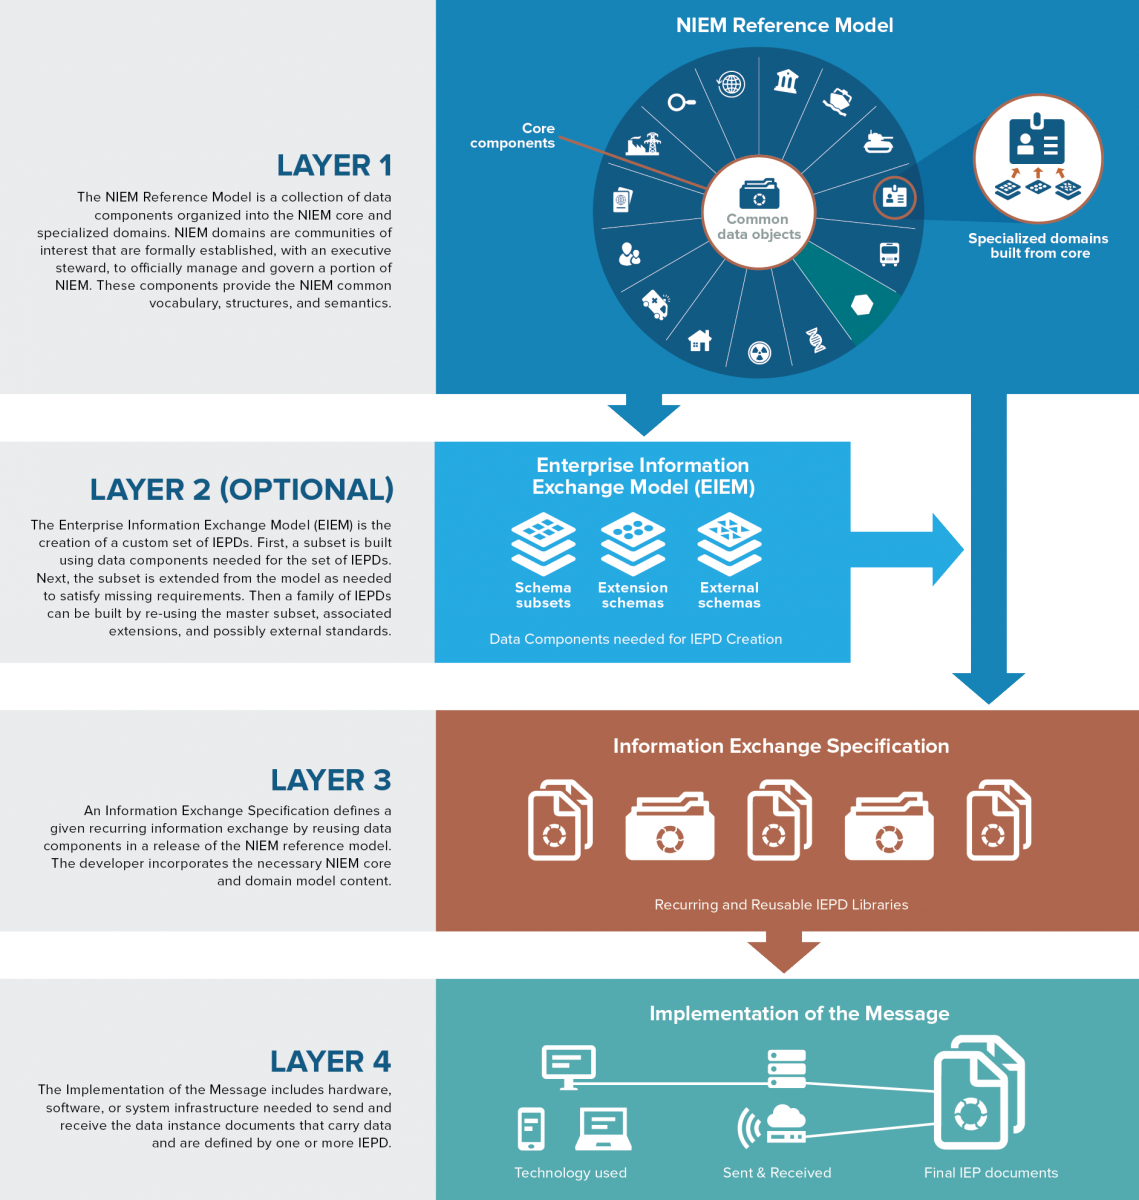 NIEM Reference Model
Core
components
Common
data objects
Specialized domains
built from core
LAYER 1
The NIEM Reference Model is a collection of data
components organized into the NIEM core and
specialized domains. NIEM domains are communities of
interest that are formally established, with an executive
steward, to officially manage and govern a portion of
NIEM. These components provide the NIEM common
vocabulary, structures, and semantics.
LAYER 2 (OPTIONAL)
The Enterprise Information Exchange Model (EIEM) is the
creation of a custom set of IEPDs. First, a subset is built
using data components needed for the set of IEPDs.
Next, the subset is extended from the model as needed
to satisfy missing requirements. Then a family of IEPDs
can be built by re-using the master subset, associated
extensions, and possibly external standards.
Enterprise Information
Exchange Model (EIEM)
Schema
subsets
Extension
schemas
External
schemas
Data Components needed for IEPD Creation
LAYER 3
An Information Exchange Specification defines a
given recurring information exchange by reusing data
components in a release of the NIEM reference model.
The developer incorporates the necessary NIEM core
and domain model content.
Information Exchange Specification
Recurring and Reusable IEPD Libraries
LAYER 4
The Implementation of the Message includes hardware,
software, or system infrastructure needed to send and
receive the data instance documents that carry data
and are defined by one or more IEPD.
Implementation of the Message
Technology used
Sent & Received
Final IEP documents